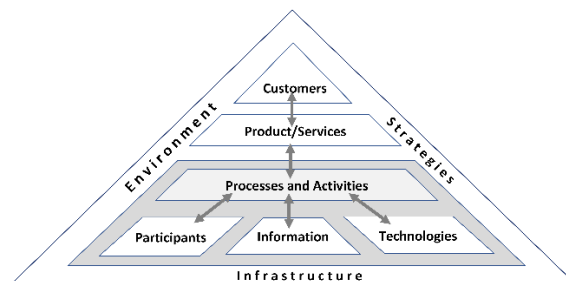 Customers
Environment
Strategies
Product/Services
Processes and Activities
Participants
Information
Technologies
Infrastructure